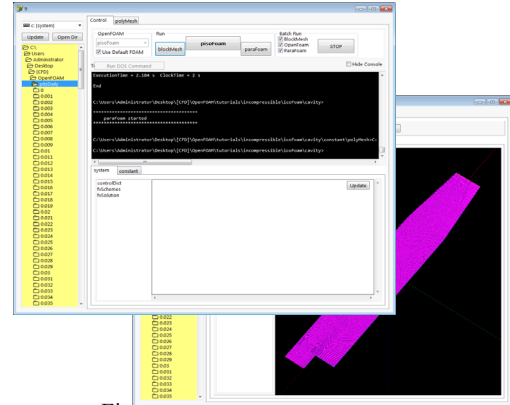 c: [system]
Update
Open Dir
C:\
Users
Administrator
Desktop
[CFD]
OpenFOAM
0
0.001
0.002
0.003
0.004
0.005
0.006
0.007
0.008
0.009
0.01
0.011
0.012
0.013
0.014
0.015
0.016
0.017
0.018
0.019
0.02
0.021
0.022
0.023
0.024
0.025
0.026
0.027
0.028
0.029
0.03
0.031
0.032
0.033
0.034
0.035
Control
polyMesh
OpenFOAM
pisoFoam
Use Default FOAM
Run
blockMesh
pisoFoam
paraFoam
Batch Run
BlockMesh
OpenFoam
ParaFoam
STOP
Run DOS Command
Hide Console
ExecutionTime = 2.184 s ClockTime = 2 s
End
C:\Users\Administrator\Desktop\[CFD]\OpenFOAM\tutorials\incompressible\icoFoam\cavity>
************************************
paraFoam started
************************************
C:\Users\Administrator\Desktop\[CFD]\OpenFOAM\tutorials\incompressible\icoFoam\cavity\constant\polyMesh>C:
C:\Users\Administrator\Desktop\[CFD]\OpenFOAM\tutorials\incompressible\icoFoam\cavity>
system
constant
controlDict
fvSchemes
fvSolution
Update
0.022
0.023
0.024
0.025
0.026
0.027
0.028
0.029
0.03
0.031
0.032
0.033
0.034
0.035